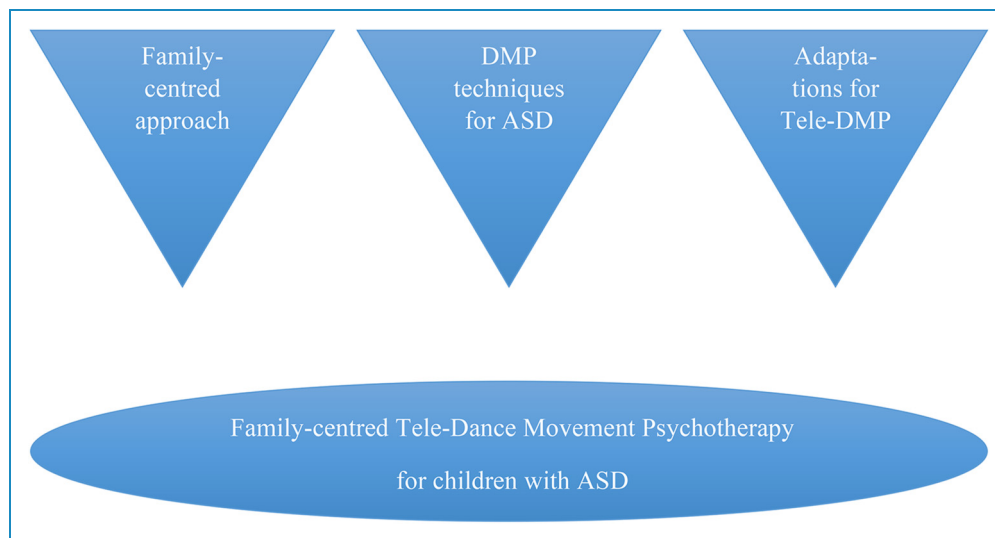 Family-
centred
approach
DMP
techniques
for ASD
Adapta-
tions for
Tele-DMP
Family-centred Tele-Dance Movement Psychotherapy
for children with ASD